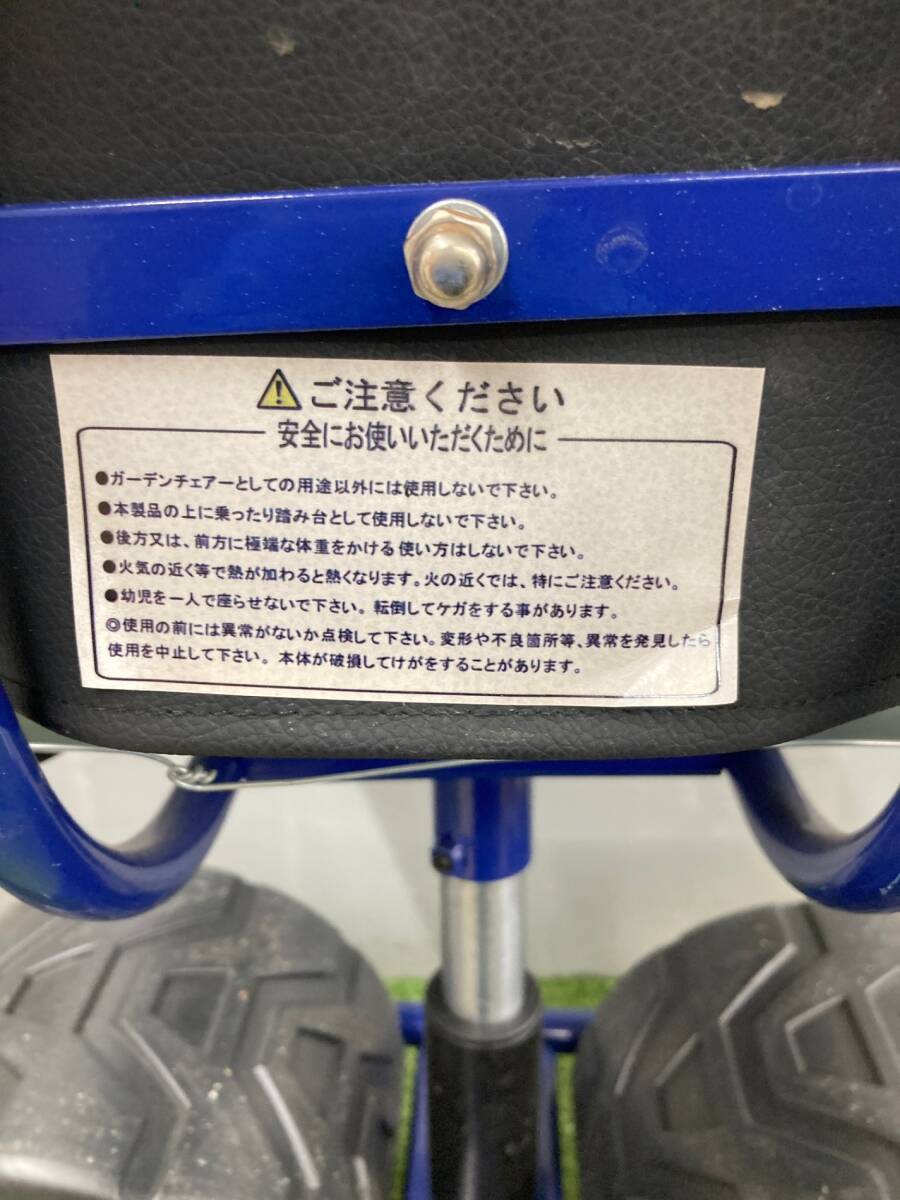 ⚠ご注意ください
安全にお使いいただくために
●ガーデンチェアーとしての用途以外には使用しないで下さい。
●本製品の上に乗ったり踏み台として使用しないで下さい。
●後方又は、前方に極端な体重をかける使い方はしないで下さい。
●火気の近く等で熱が加わると熱くなります。火の近くでは、特にご注意ください。
●幼児を一人で座らせないで下さい。転倒してケガをする事があります。
◎使用の前には異常がないか点検して下さい。変形や不良箇所等、異常を発見したら
使用を中止して下さい。本体が破損してけがをすることがあります。